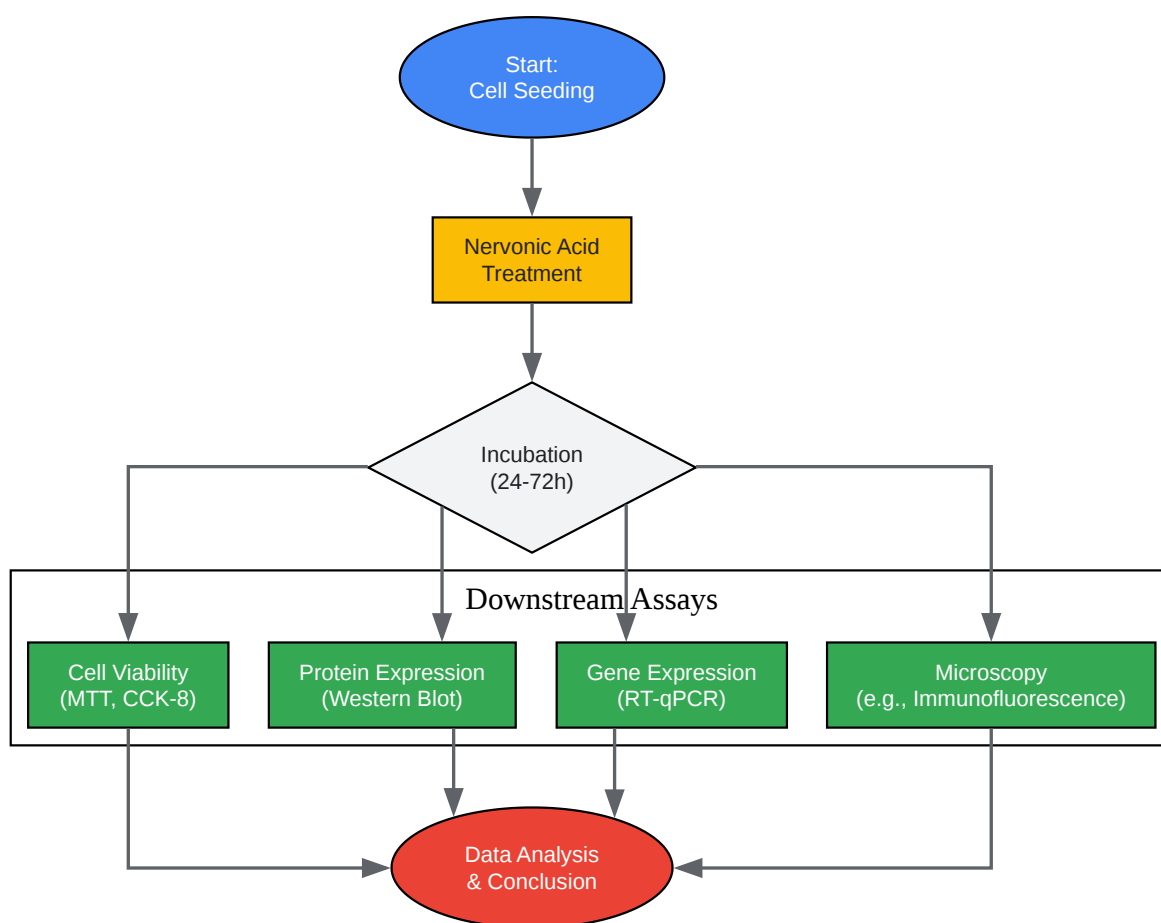 Start:
Cell Seeding
Nervonic Acid
Treatment
Incubation
(24-72h)
Downstream Assays
Cell Viability
(MTT, CCK-8)
Protein Expression
(Western Blot)
Gene Expression
(RT-qPCR)
Microscopy
(e.g., Immunofluorescence)
Data Analysis
& Conclusion